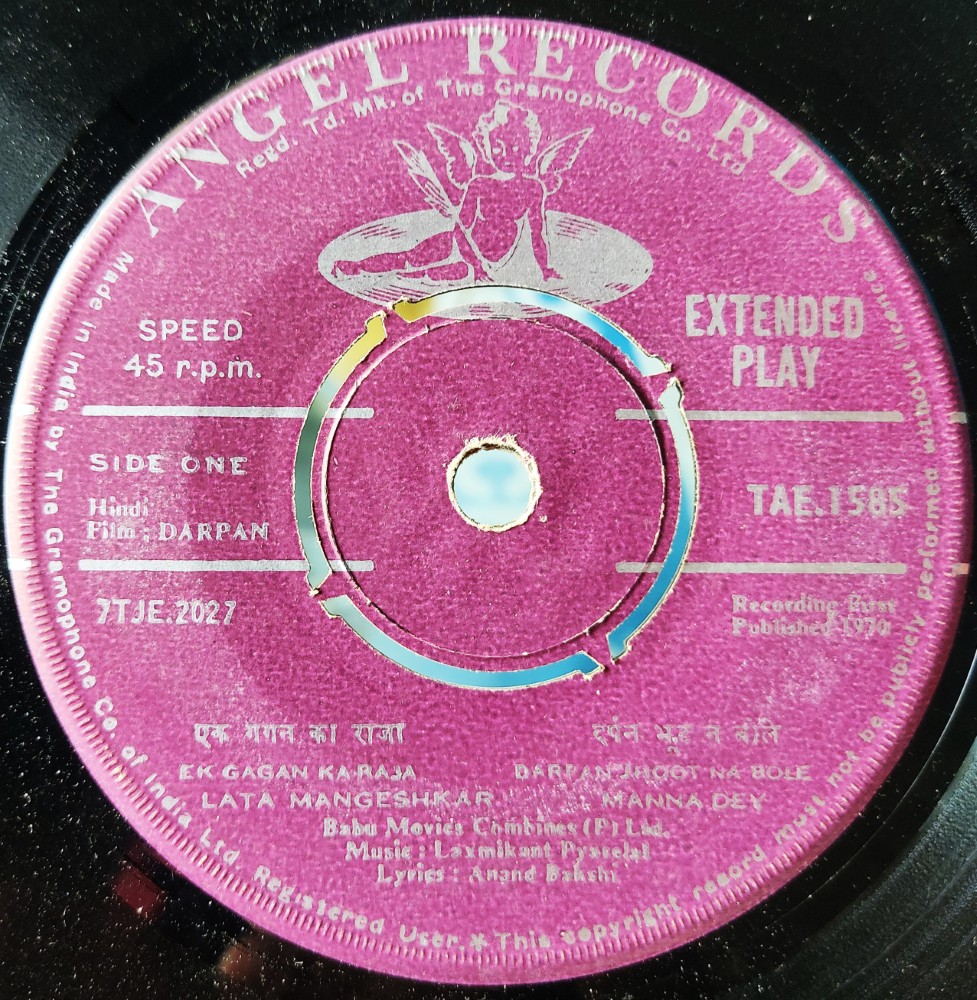 ANGEL RECORDS
Regd. Td. Mk. of The Gramophone Co., Ltd
SPEED
45 r.p.m.
EXTENDED
PLAY
SIDE ONE
Hindi
Film ; DARPAN
TAE.1585
7TJE.2027
Recording First
Published 1970
एक गगन का राजा
दर्पन झूठ न बोले
EK GAGAN KA RAJA
DARPAN JHOOT NA BOLE
LATA MANGESHKAR
MANNA DEY
Babu Movies Combines (P) Ltd.
Music : Laxmikant Pyarelal
Lyrics : Anand Bakshi
Made in India by The Gramophone Co. of India Ltd. Registered User.* This copyright record must not be publicly performed without licence